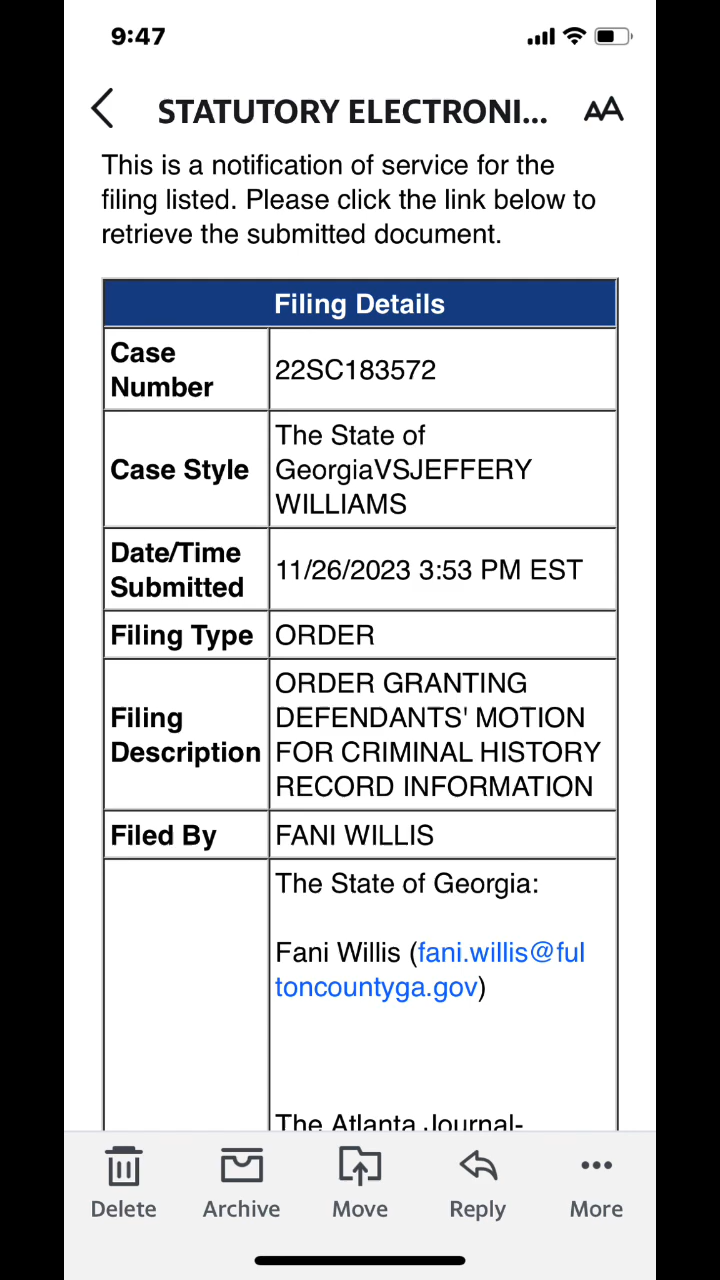 9:47
STATUTORY ELECTRONI...
AA
This is a notification of service for the
filing listed. Please click the link below to
retrieve the submitted document.
Filing Details
Case
Number
22SC183572
Case Style
The State of
GeorgiaVSJEFFERY
WILLIAMS
Date/Time
Submitted
11/26/2023 3:53 PM EST
Filing Type
ORDER
Filing
Description
ORDER GRANTING
DEFENDANTS' MOTION
FOR CRIMINAL HISTORY
RECORD INFORMATION
Filed By
FANI WILLIS
The State of Georgia:
Fani Willis (fani.willis@ful
toncountyga.gov)
The Atlanta Journal-
Delete
Archive
Move
Reply
More